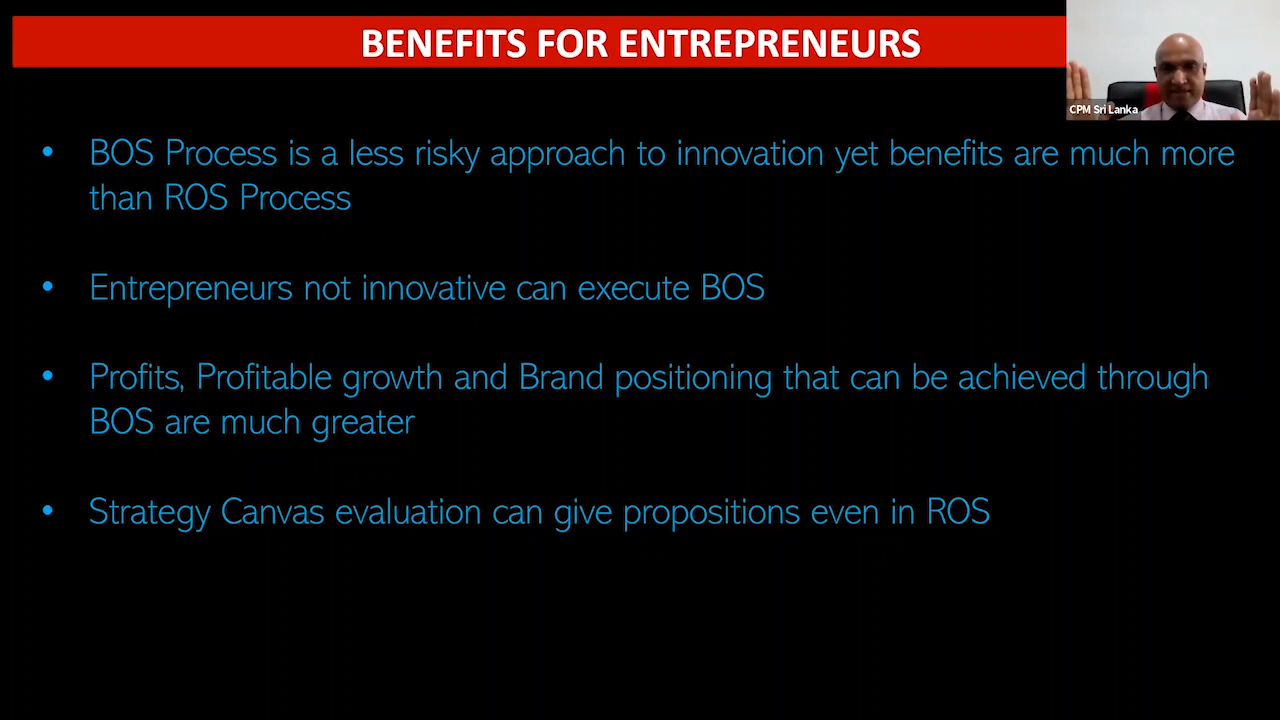 BENEFITS FOR ENTREPRENEURS
CPM Sri Lanka
• BOS Process is a less risky approach to innovation yet benefits are much more
than ROS Process
• Entrepreneurs not innovative can execute BOS
• Profits, Profitable growth and Brand positioning that can be achieved through
BOS are much greater
• Strategy Canvas evaluation can give propositions even in ROS